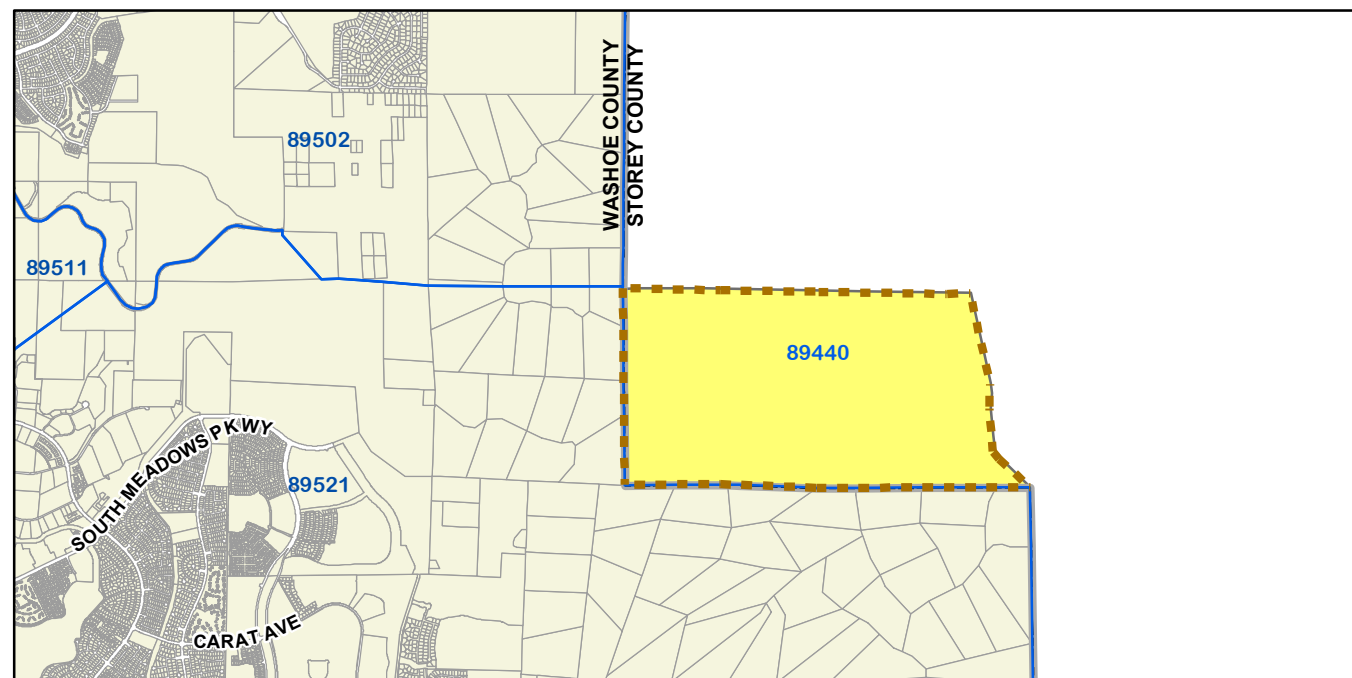 WASHOE COUNTY
STOREY COUNTY
89502
89511
89440
SOUTH MEADOWS PKWY
89521
CARAT AVE